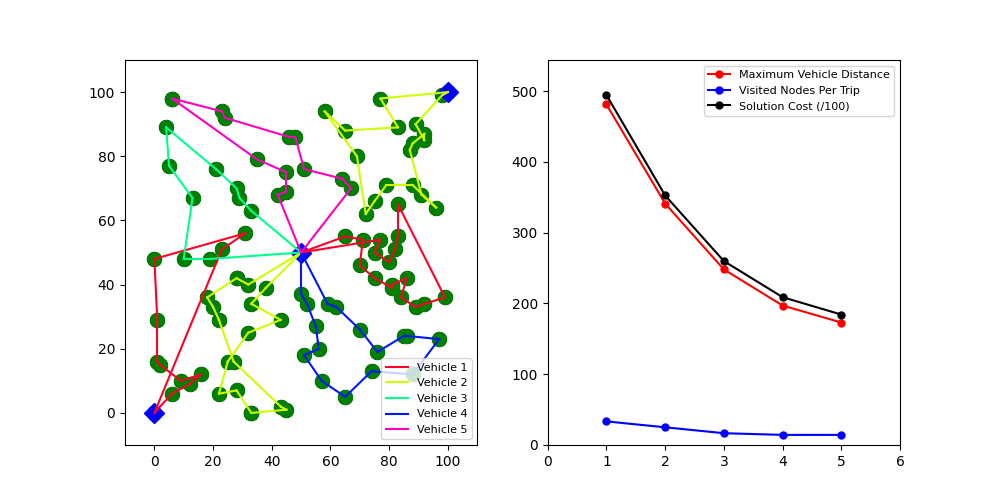 100
80
60
40
20
0
0 20 40 60 80 100
Vehicle 1
Vehicle 2
Vehicle 3
Vehicle 4
Vehicle 5
500
400
300
200
100
0
0 1 2 3 4 5 6
Maximum Vehicle Distance
Visited Nodes Per Trip
Solution Cost (/100)